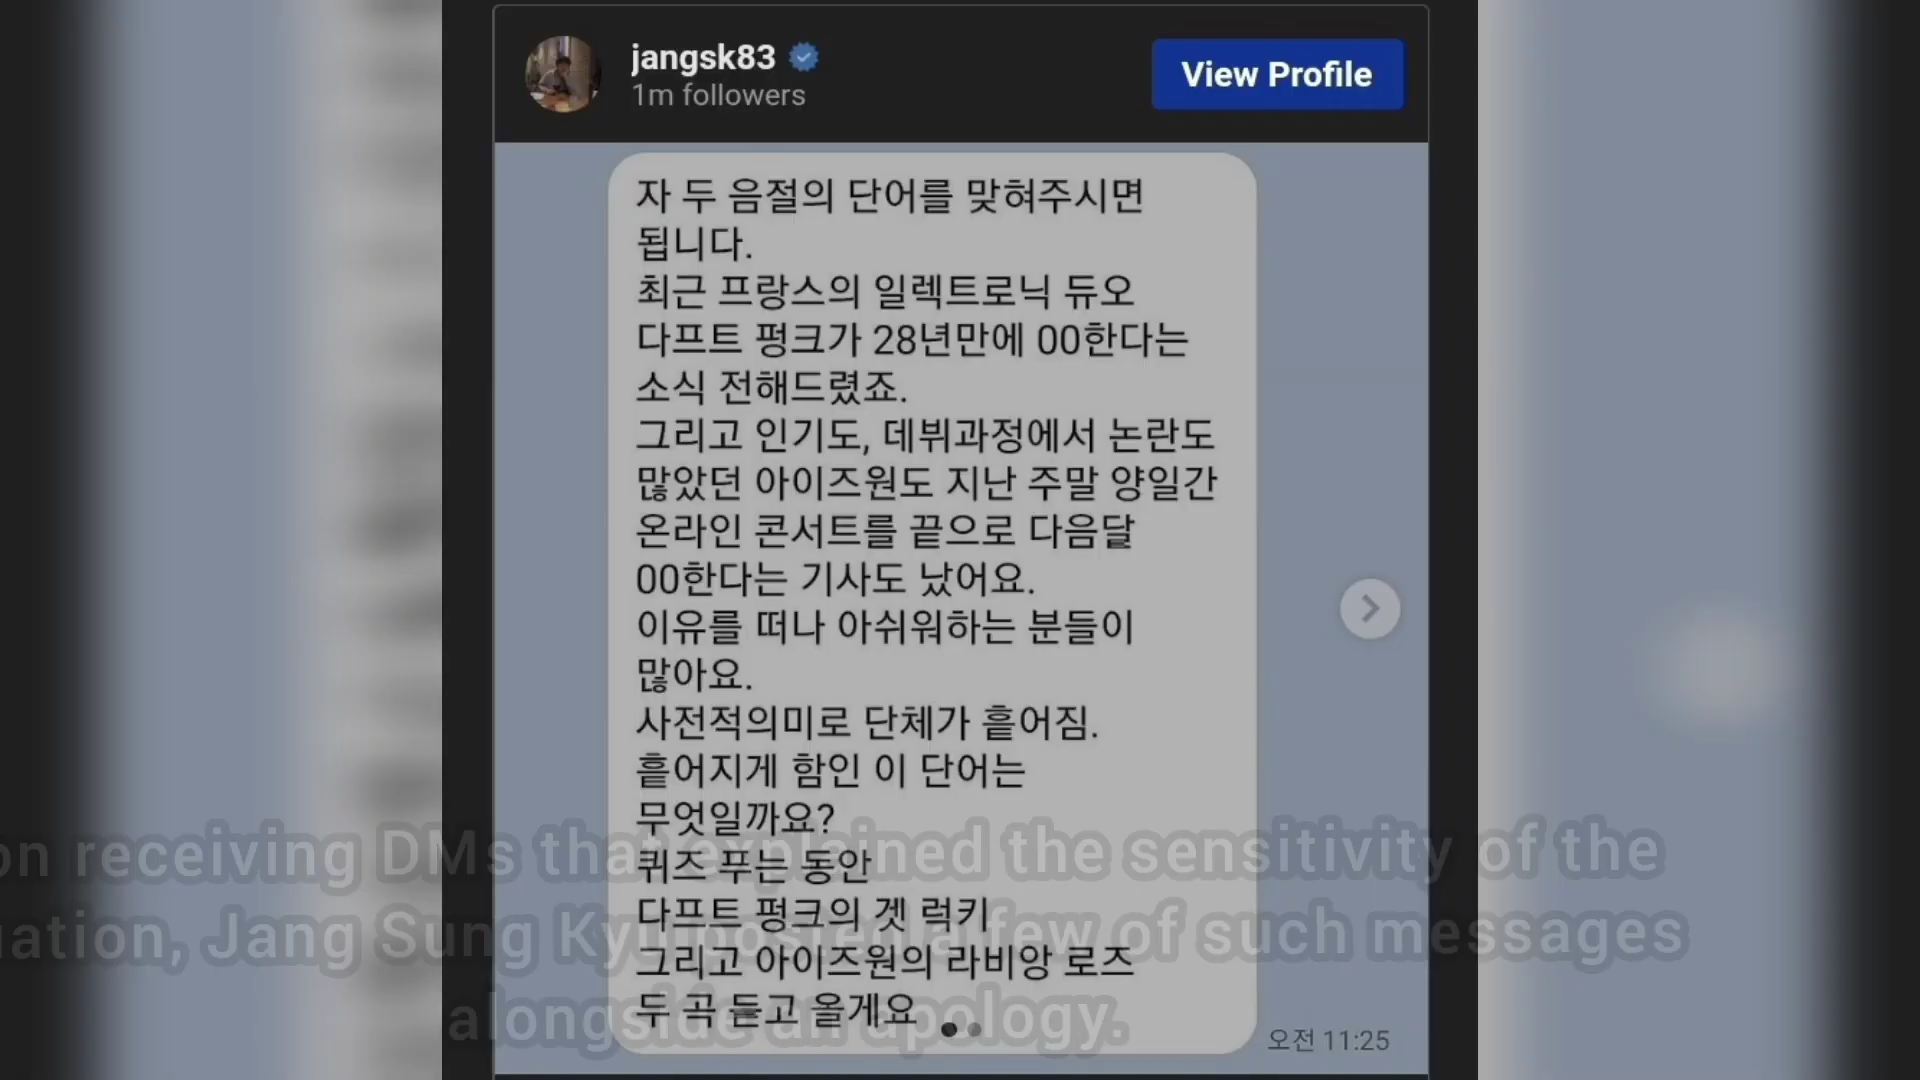 jangsk83
1m followers
View Profile
자 두 음절의 단어를 맞혀주시면
됩니다.
최근 프랑스의 일렉트로닉 듀오
다프트 펑크가 28년만에 00한다는
소식 전해드렸죠.
그리고 인기도, 데뷔과정에서 논란도
많았던 아이즈원도 지난 주말 양일간
온라인 콘서트를 끝으로 다음달
00한다는 기사도 났어요.
이유를 떠나 아쉬워하는 분들이
많아요.
사전적의미로 단체가 흩어짐.
흩어지게 함인 이 단어는
무엇일까요?
퀴즈 푸는 동안
다프트 펑크의 겟 럭키
그리고 아이즈원의 라비앙 로즈
두 곡 듣고 올게요
오전 11:25
on receiving DMs that explained the sensitivity of the
uation, Jang Sung Kyu posted a few of such messages
alongside an apology.